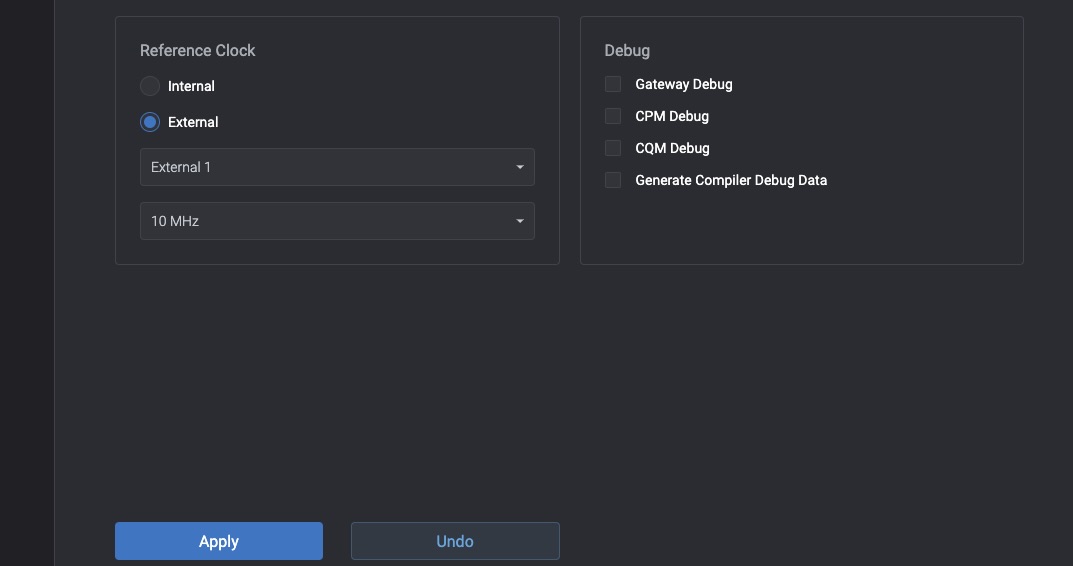 Reference Clock
Internal
External
External 1
10 MHz
Debug
Gateway Debug
CPM Debug
CQM Debug
Generate Compiler Debug Data
Apply
Undo